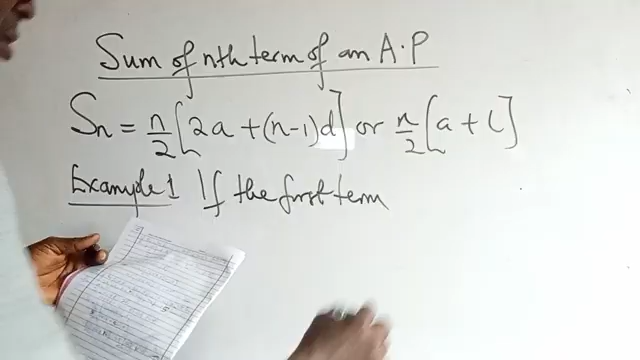 Sum of nth term of an A.P
Sn = n/2[2a + (n-1)d] or n/2[a + l]
Example 1 If the first term